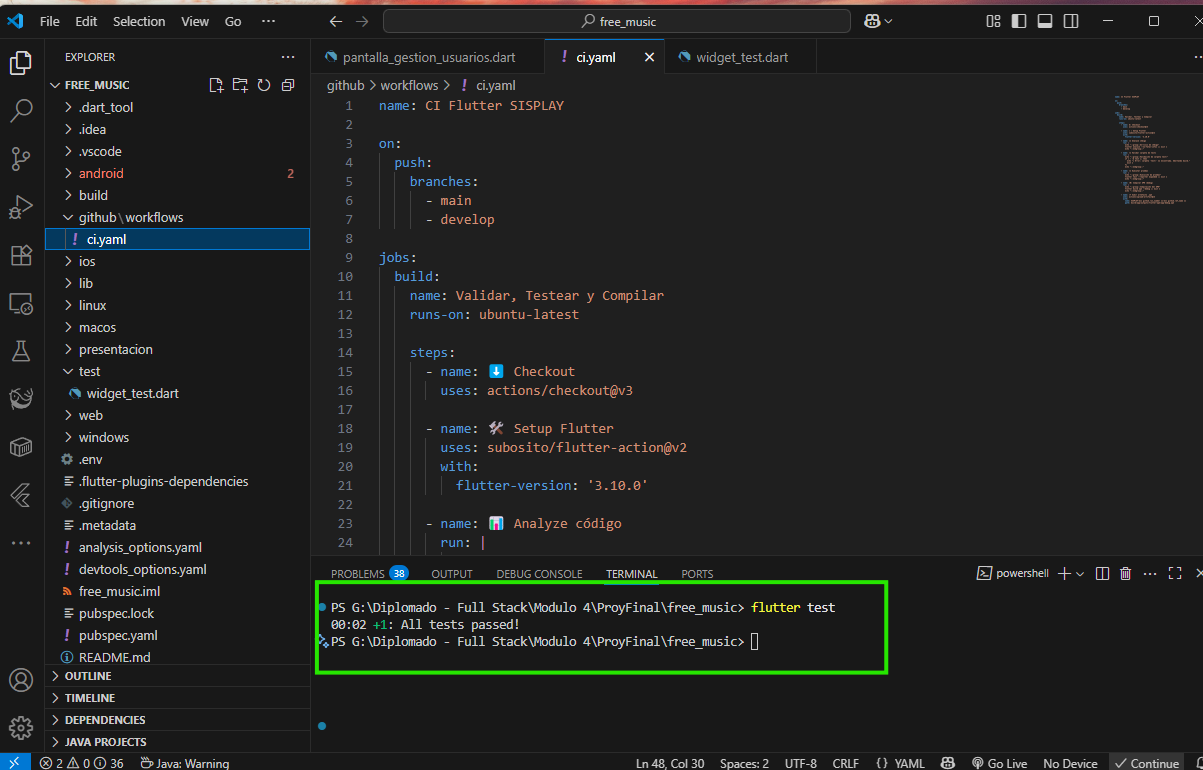 File Edit Selection View Go ···
free_music
EXPLORER
FREE_MUSIC
.dart_tool
.idea
.vscode
android 2
build
github\workflows
! ci.yaml
ios
lib
linux
macos
presentacion
test
widget_test.dart
web
windows
.env
.flutter-plugins-dependencies
.gitignore
.metadata
! analysis_options.yaml
! devtools_options.yaml
free_music.iml
pubspec.lock
! pubspec.yaml
README.md
OUTLINE
TIMELINE
DEPENDENCIES
JAVA PROJECTS
pantalla_gestion_usuarios.dart
! ci.yaml
widget_test.dart
github > workflows > ! ci.yaml
1 name: CI Flutter SISPLAY
2
3 on:
4 push:
5 branches:
6 - main
7 - develop
8
9 jobs:
10 build:
11 name: Validar, Testear y Compilar
12 runs-on: ubuntu-latest
13
14 steps:
15 - name: ⬇️ Checkout
16 uses: actions/checkout@v3
17
18 - name: 🛠️ Setup Flutter
19 uses: subosito/flutter-action@v2
20 with:
21 flutter-version: '3.10.0'
22
23 - name: 📊 Analyze código
24 run: |
PROBLEMS 38 OUTPUT DEBUG CONSOLE TERMINAL PORTS
powershell
PS G:\Diplomado - Full Stack\Modulo 4\ProyFinal\free_music> flutter test
00:02 +1: All tests passed!
PS G:\Diplomado - Full Stack\Modulo 4\ProyFinal\free_music>
2 0 36 Java: Warning
Ln 48, Col 30 Spaces: 2 UTF-8 CRLF {} YAML Go Live No Device Continue